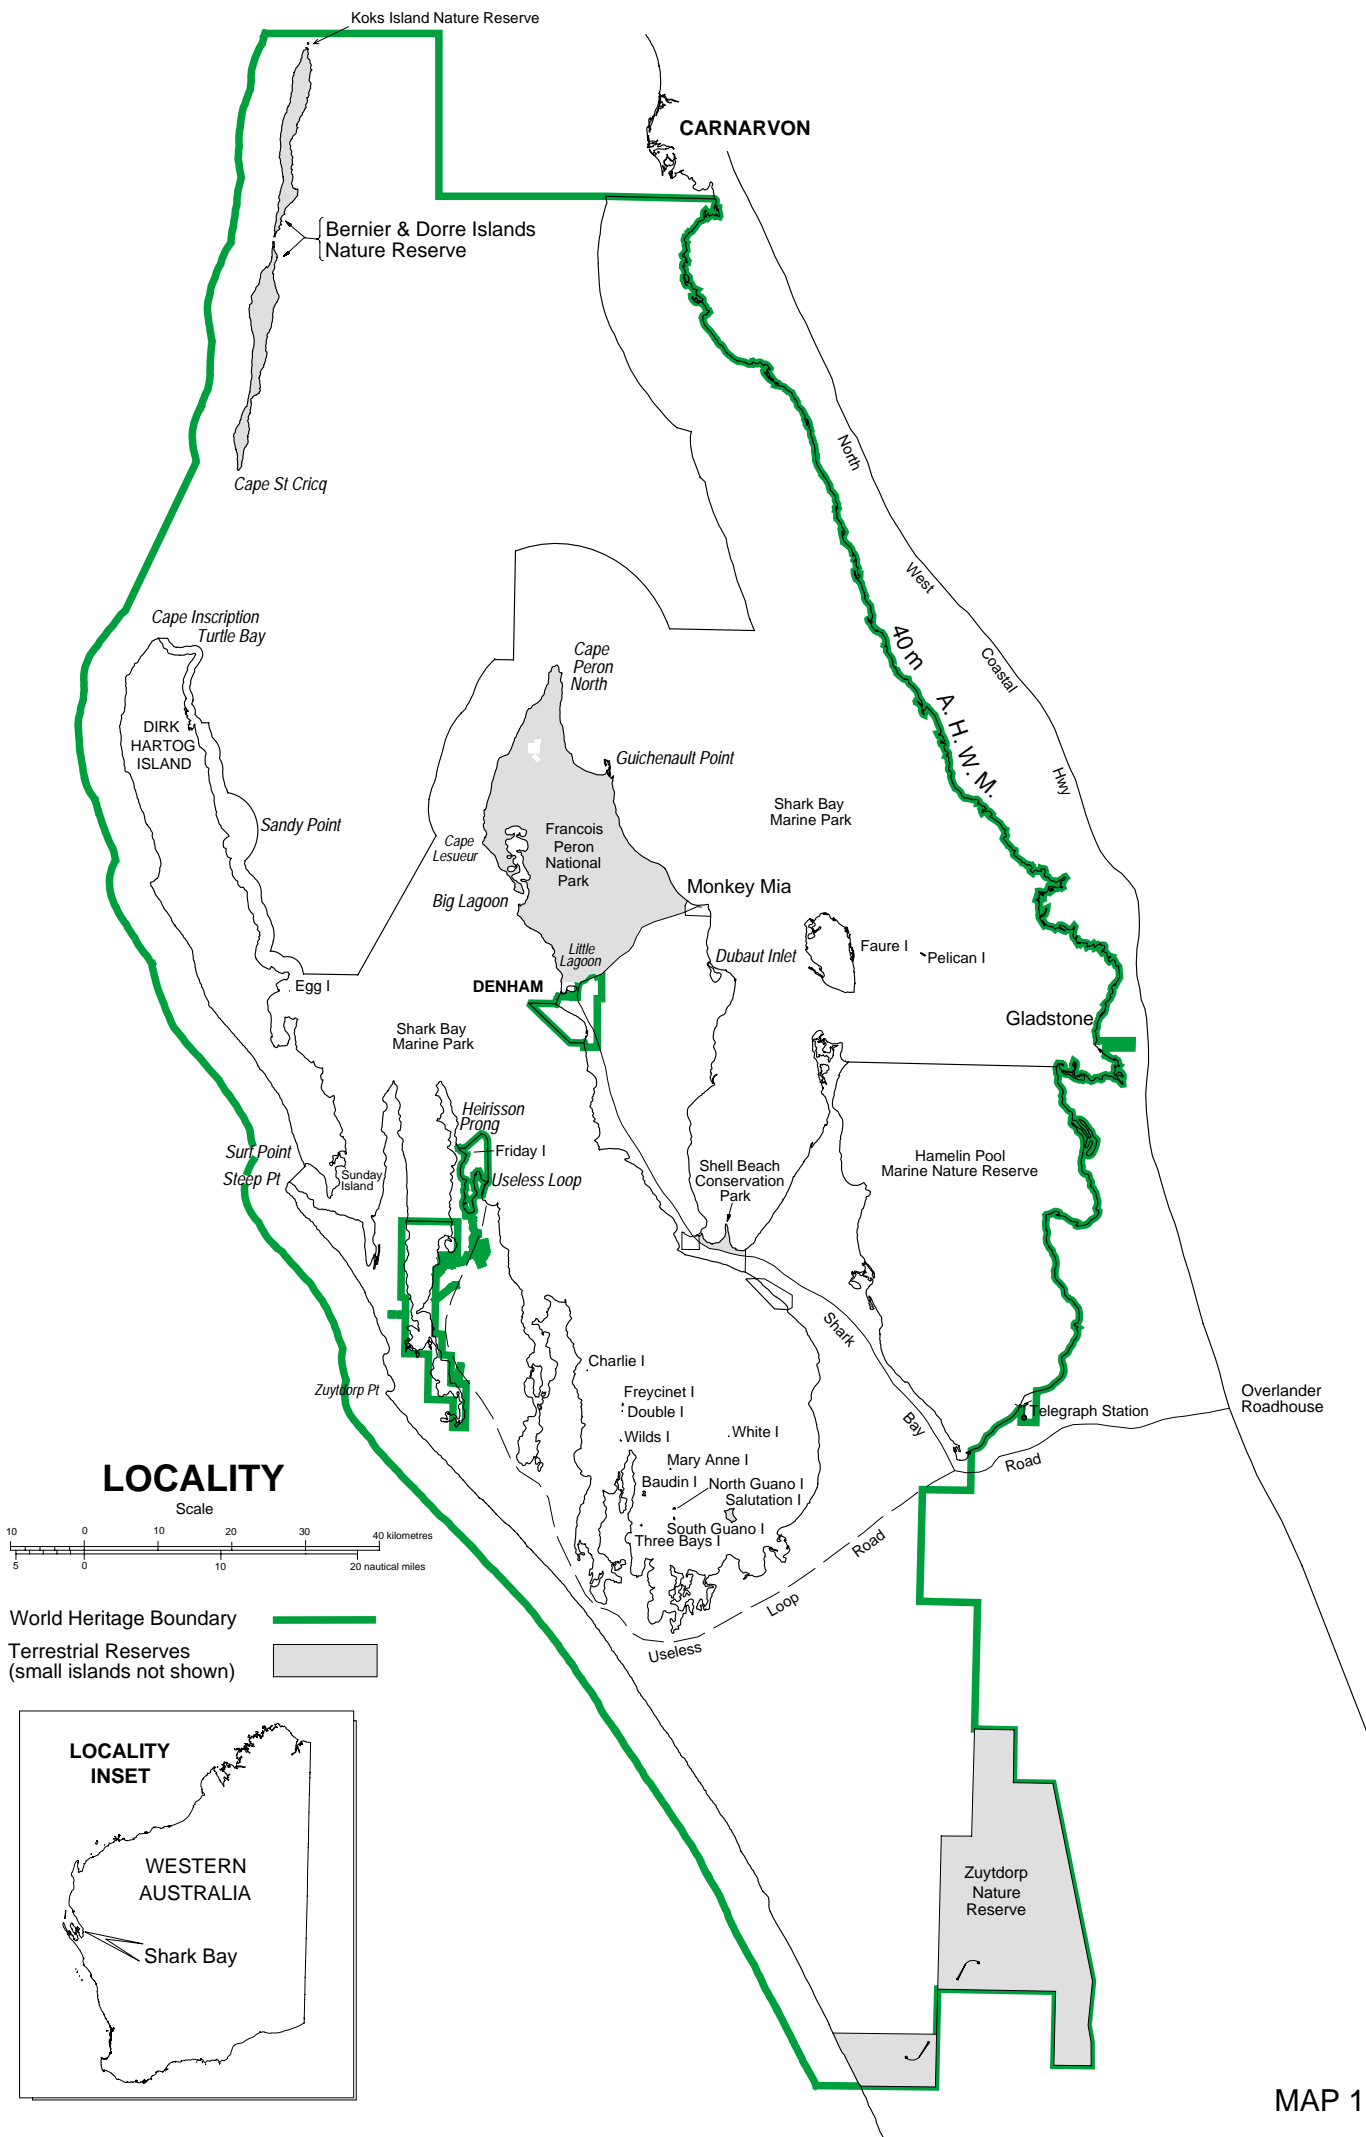 Koks Island Nature Reserve
CARNARVON
Bernier & Dorre Islands
Nature Reserve
North
Cape St Cricq
West
Cape Inscription
Turtle Bay
40 m
A. H. W. M.
Coastal
Hwy
Cape
Peron
North
DIRK
HARTOG
ISLAND
Guichenault Point
Shark Bay
Marine Park
Sandy Point
Cape
Lesueur
Francois
Peron
National
Park
Big Lagoon
Monkey Mia
Little
Lagoon
Dubaut Inlet
Faure I
Pelican I
Egg I
DENHAM
Gladstone
Shark Bay
Marine Park
Heirisson
Prong
Surf Point
Friday I
Steep Pt
Sunday
Island
Useless Loop
Shell Beach
Conservation
Park
Hamelin Pool
Marine Nature Reserve
Shark
Bay
Road
Charlie I
Zuytdorp Pt
Freycinet I
Double I
Overlander
Roadhouse
Telegraph Station
Wilds I
White I
Mary Anne I
Baudin I
North Guano I
Salutation I
South Guano I
Three Bays I
Useless
Loop
Road
LOCALITY
Scale
10 0 10 20 30 40 kilometres
5 0 10 20 nautical miles
World Heritage Boundary
Terrestrial Reserves
(small islands not shown)
LOCALITY
INSET
WESTERN
AUSTRALIA
Shark Bay
Zuytdorp
Nature
Reserve
MAP 1